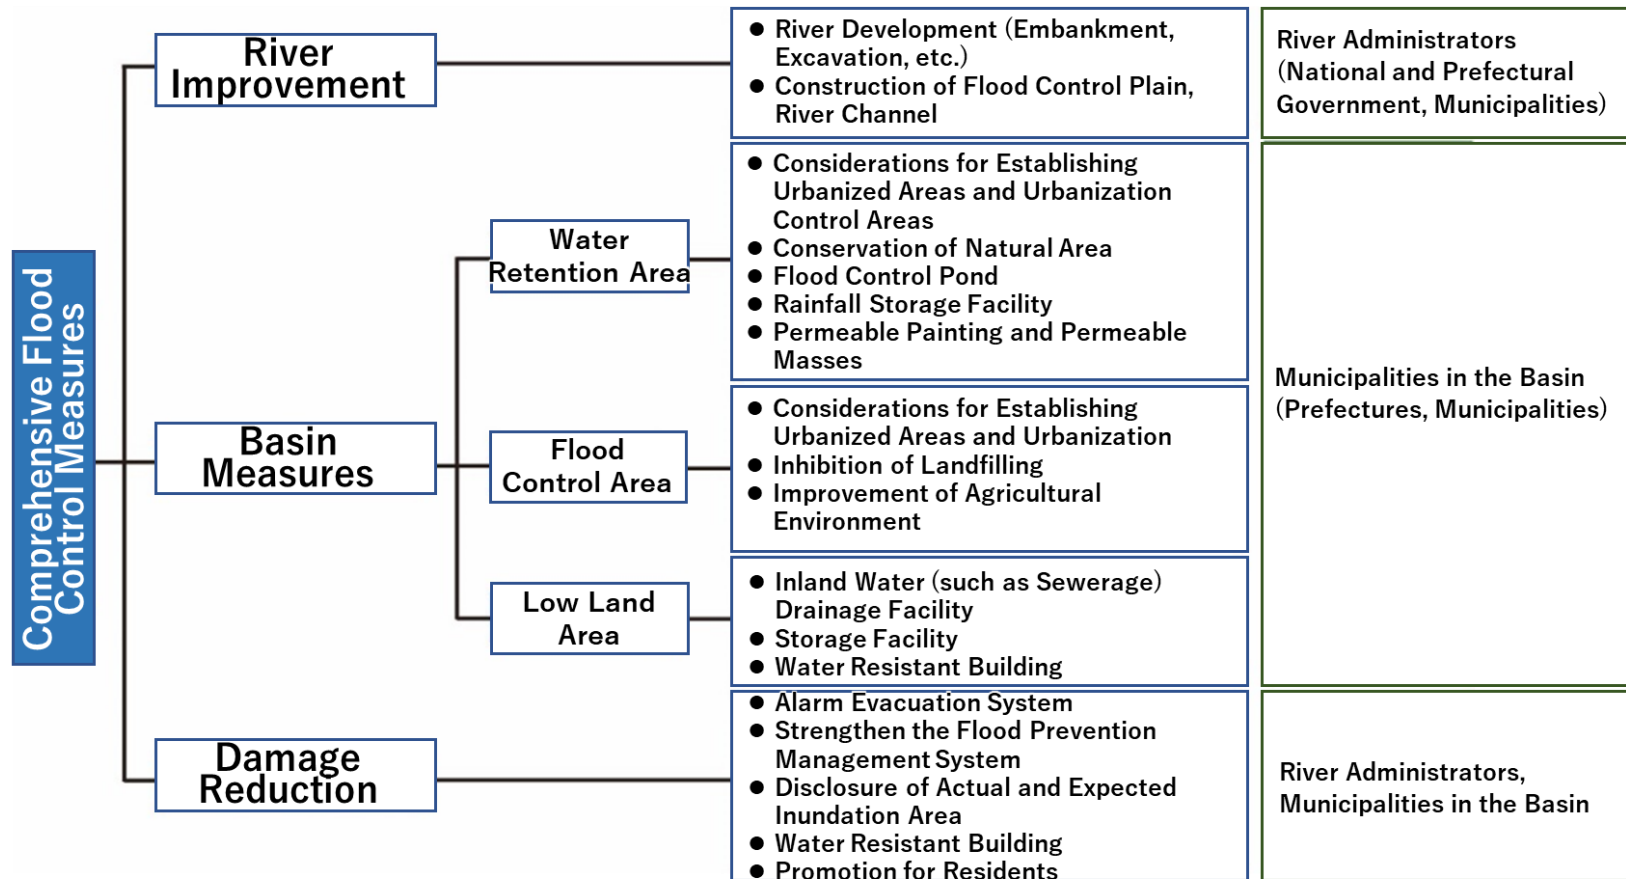 Comprehensive Flood
Control Measures
River
Improvement
● River Development (Embankment,
Excavation, etc.)
● Construction of Flood Control Plain,
River Channel
River Administrators
(National and Prefectural
Government, Municipalities)
Basin
Measures
Water
Retention Area
● Considerations for Establishing
Urbanized Areas and Urbanization
Control Areas
● Conservation of Natural Area
● Flood Control Pond
● Rainfall Storage Facility
● Permeable Painting and Permeable
Masses
Flood
Control Area
● Considerations for Establishing
Urbanized Areas and Urbanization
● Inhibition of Landfilling
● Improvement of Agricultural
Environment
Low Land
Area
● Inland Water (such as Sewerage)
Drainage Facility
● Storage Facility
● Water Resistant Building
Municipalities in the Basin
(Prefectures, Municipalities)
Damage
Reduction
● Alarm Evacuation System
● Strengthen the Flood Prevention
Management System
● Disclosure of Actual and Expected
Inundation Area
● Water Resistant Building
● Promotion for Residents
River Administrators,
Municipalities in the Basin